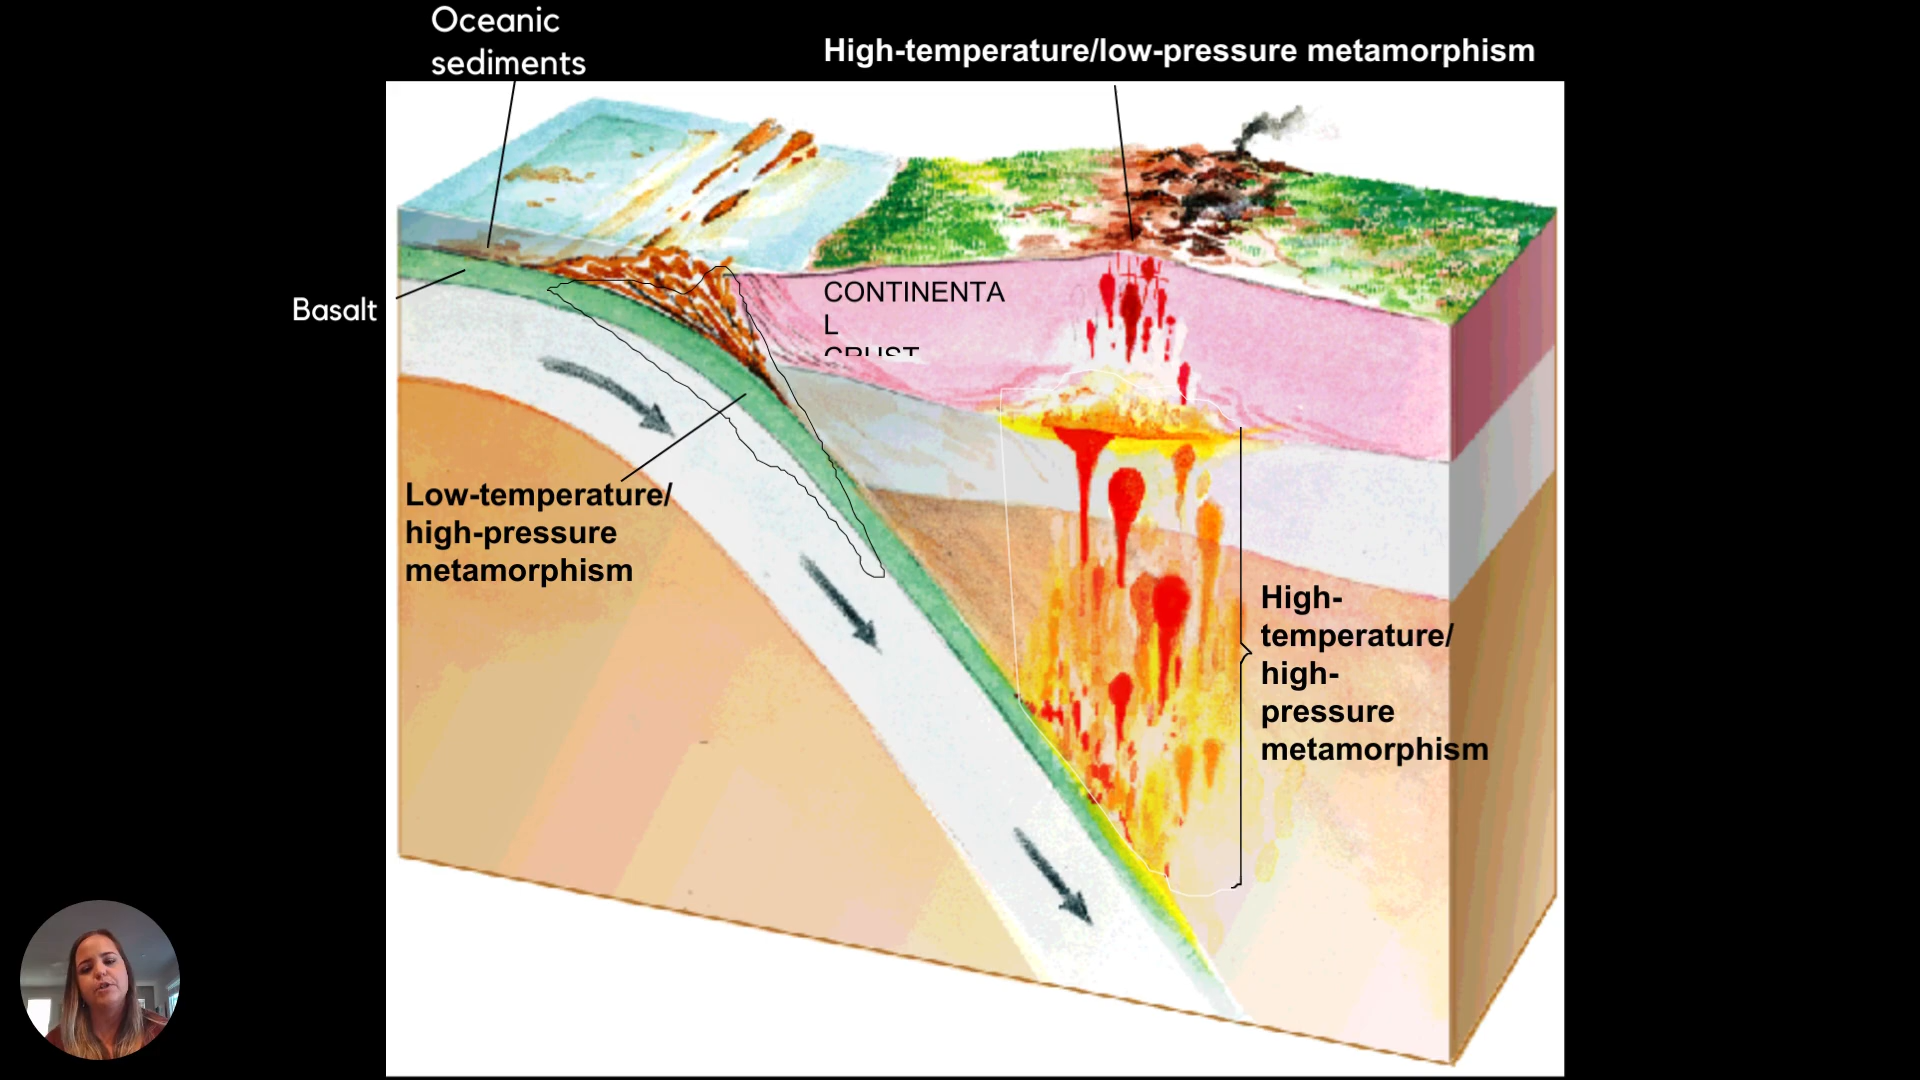 Oceanic
sediments
High-temperature/low-pressure metamorphism
CONTINENTA
L
CRUST
Basalt
Low-temperature/
high-pressure
metamorphism
High-
temperature/
high-
pressure
metamorphism